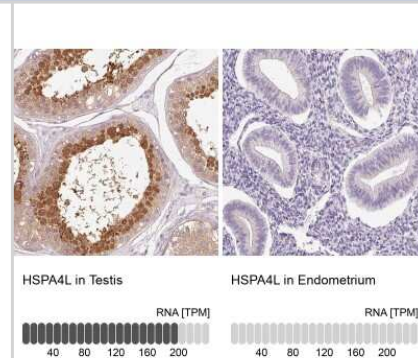 HSPA4L in Testis
HSPA4L in Endometrium
RNA [TPM]
RNA [TPM]
40 80 120 160 200
40 80 120 160 200